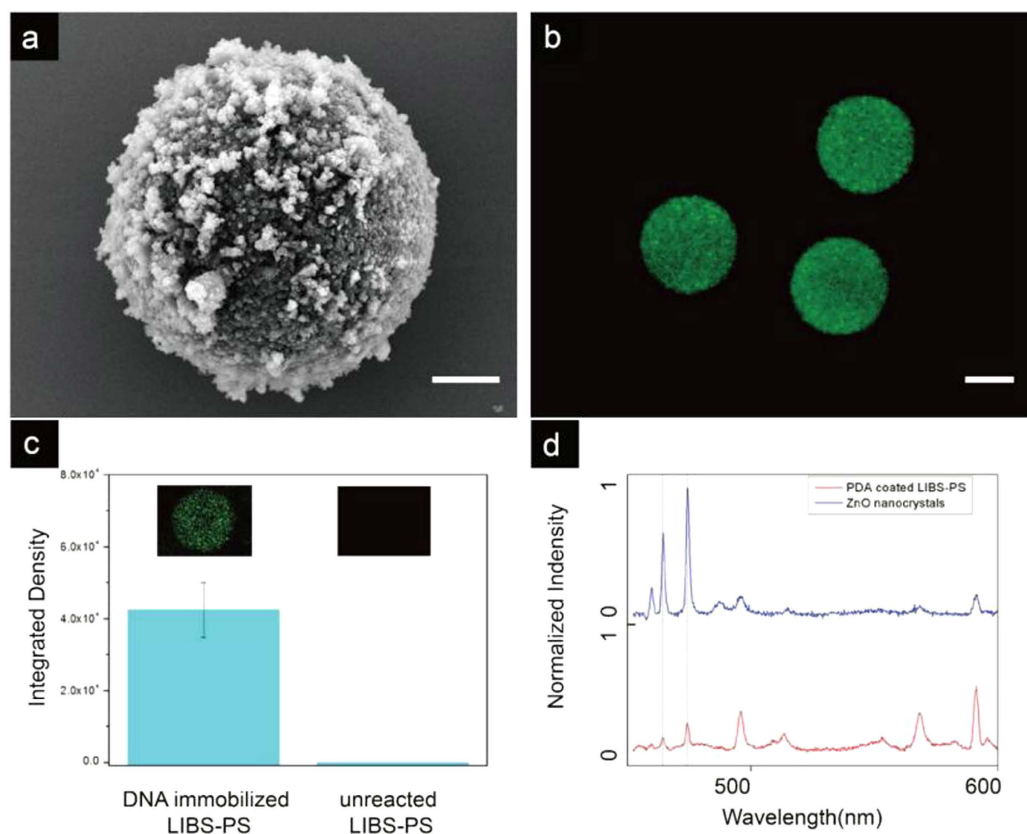 a
b
c
8.0x10⁴
6.0x10⁴
4.0x10⁴
2.0x10⁴
0.0
Integrated Density
DNA immobilized
LIBS-PS
unreacted
LIBS-PS
d
PDA coated LIBS-PS
ZnO nanocrystals
Normalized Indensity
1
0
1
0
500
600
Wavelength(nm)